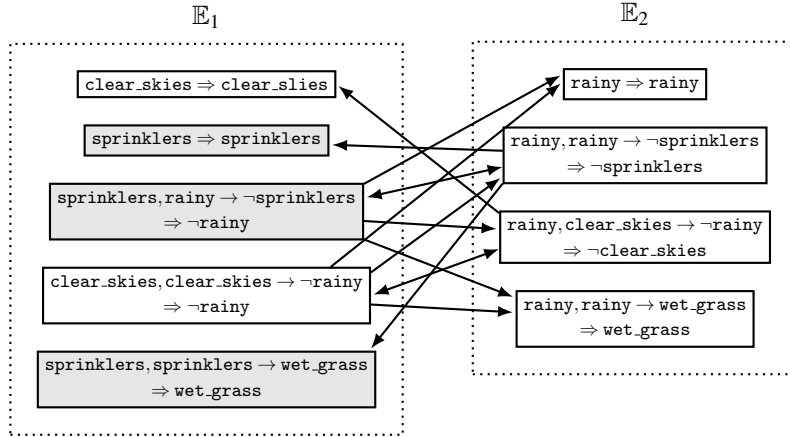 𝔼₁
clear_skies ⇒ clear_slies
sprinklers ⇒ sprinklers
sprinklers, rainy → ¬sprinklers
⇒ ¬rainy
clear_skies, clear_skies → ¬rainy
⇒ ¬rainy
sprinklers, sprinklers → wet_grass
⇒ wet_grass
𝔼₂
rainy ⇒ rainy
rainy, rainy → ¬sprinklers
⇒ ¬sprinklers
rainy, clear_skies → ¬rainy
⇒ ¬clear_skies
rainy, rainy → wet_grass
⇒ wet_grass